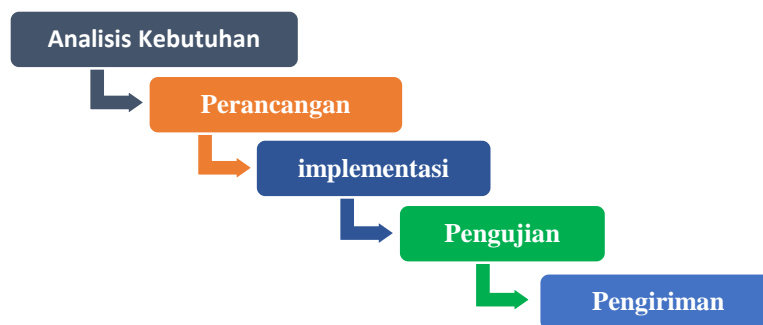 Analisis Kebutuhan
Perancangan
implementasi
Pengujian
Pengiriman